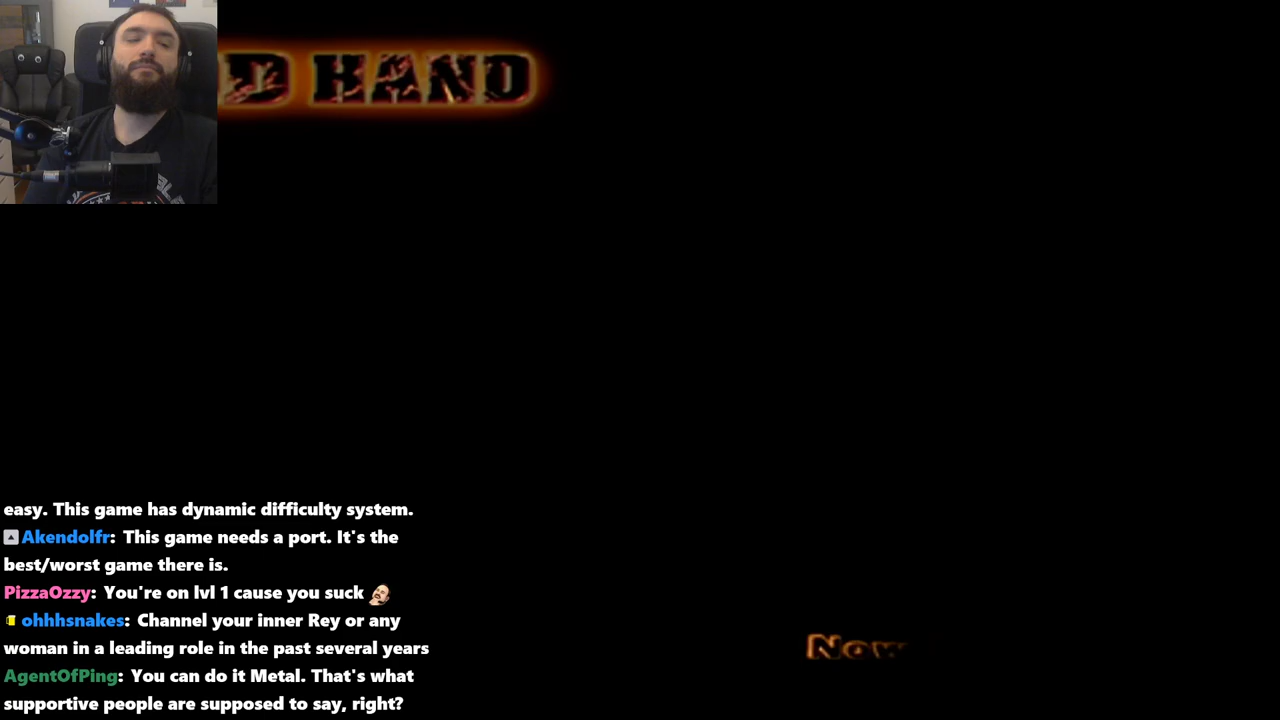 D HAND
easy. This game has dynamic difficulty system.
Akendolfr: This game needs a port. It's the
best/worst game there is.
PizzaOzzy: You're on lvl 1 cause you suck
ohhhsnakes: Channel your inner Rey or any
woman in a leading role in the past several years
AgentOfPing: You can do it Metal. That's what
supportive people are supposed to say, right?
Now